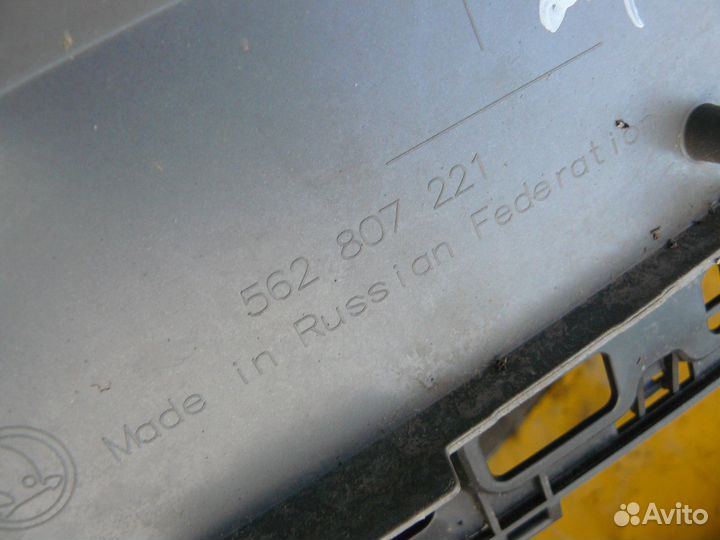 562 807 221
Made in Russian Federatio
Avito